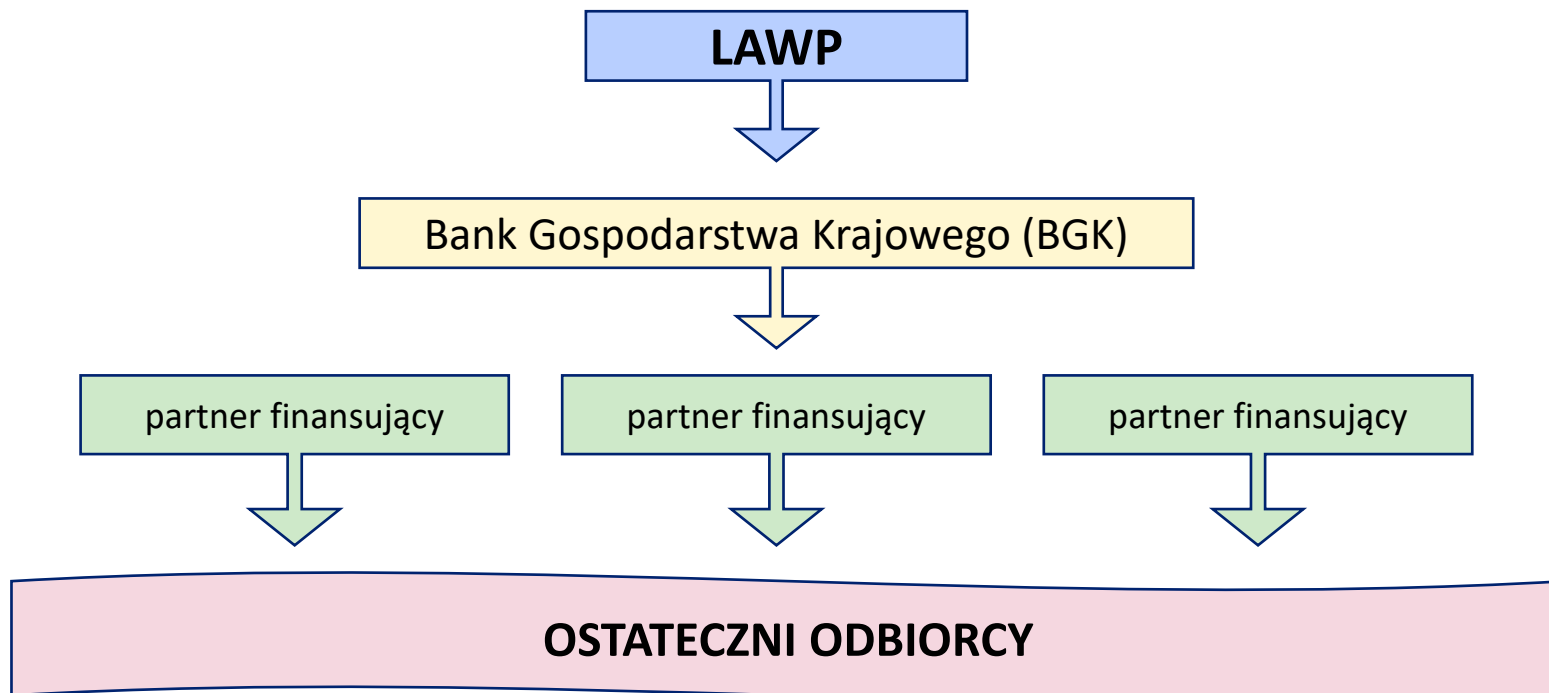 LAWP
Bank Gospodarstwa Krajowego (BGK)
partner finansujący
partner finansujący
partner finansujący
OSTATECZNI ODBIORCY